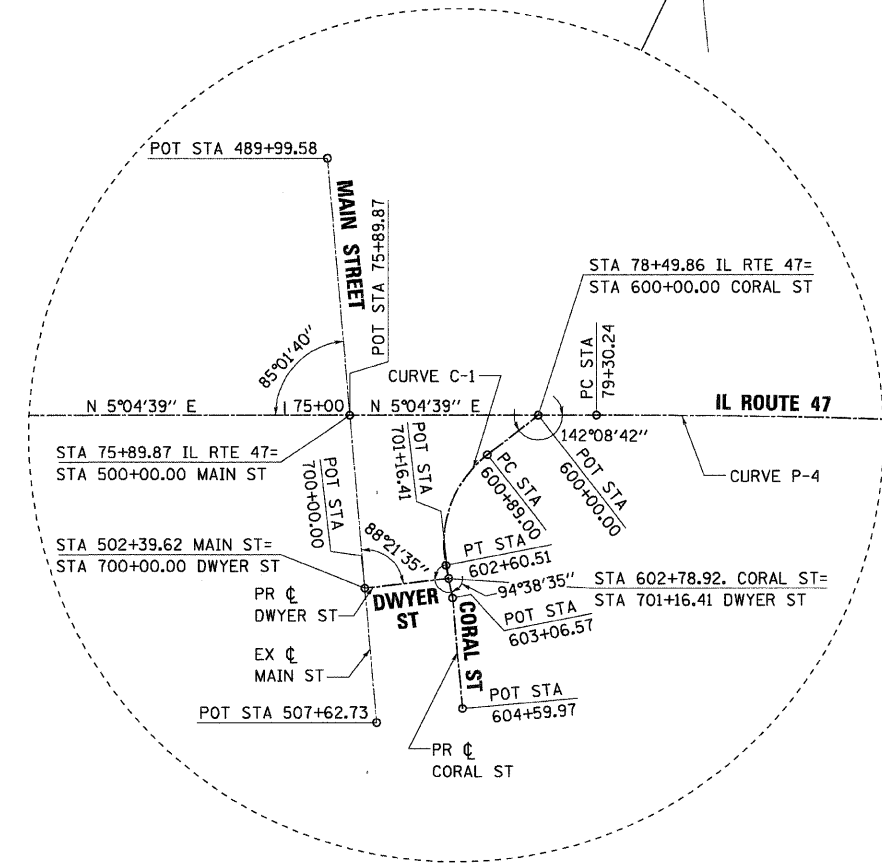 POT STA 489+99.58
MAIN STREET
POT STA 75+89.87
STA 78+49.86 IL RTE 47=
STA 600+00.00 CORAL ST
85°01'40"
CURVE C-1
PC STA
79+30.24
N 5°04'39" E
75+00
N 5°04'39" E
IL ROUTE 47
142°08'42"
STA 75+89.87 IL RTE 47=
STA 500+00.00 MAIN ST
POT STA
701+16.41
POT STA
700+00.00
PC STA
600+89.00
POT STA
600+00.00
CURVE P-4
STA 502+39.62 MAIN ST=
STA 700+00.00 DWYER ST
88°21'35"
PT STA
602+60.51
94°38'35"
STA 602+78.92. CORAL ST=
STA 701+16.41 DWYER ST
PR ℄
DWYER ST
DWYER
ST
POT STA
603+06.57
CORAL ST
EX ℄
MAIN ST
POT STA 507+62.73
POT STA
604+59.97
PR ℄
CORAL ST